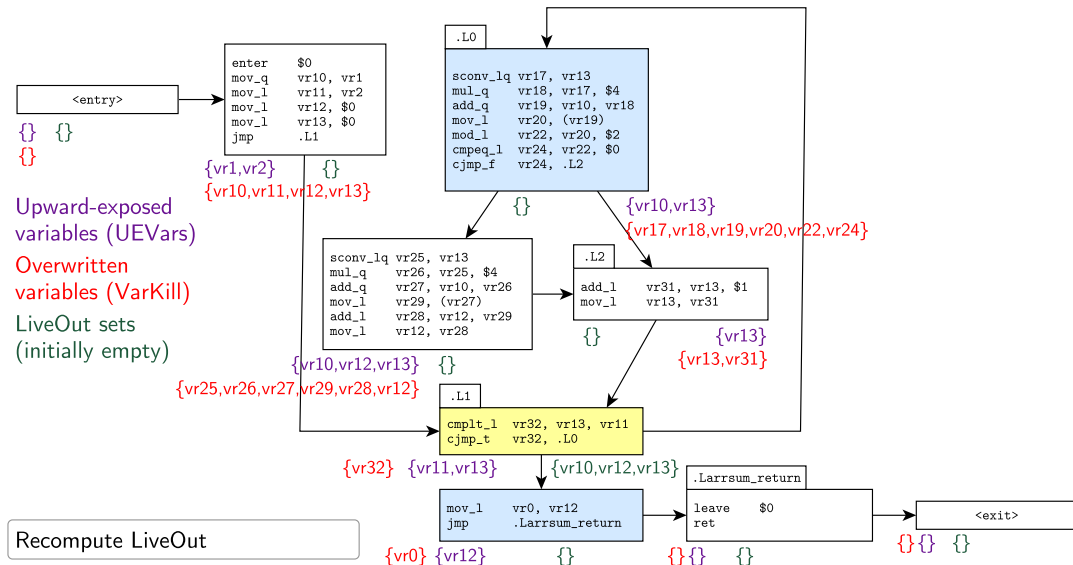 .L0
sconv_lq vr17, vr13
mul_q vr18, vr17, $4
add_q vr19, vr10, vr18
mov_l vr20, (vr19)
mod_l vr22, vr20, $2
cmpeq_l vr24, vr22, $0
cjmp_f vr24, .L2
enter $0
mov_q vr10, vr1
mov_l vr11, vr2
mov_l vr12, $0
mov_l vr13, $0
jmp .L1
<entry>
{} {}
{}
{vr1,vr2} {}
{vr10,vr11,vr12,vr13}
{} {vr10,vr13}
{vr17,vr18,vr19,vr20,vr22,vr24}
Upward-exposed
variables (UEVars)
Overwritten
variables (VarKill)
LiveOut sets
(initially empty)
sconv_lq vr25, vr13
mul_q vr26, vr25, $4
add_q vr27, vr10, vr26
mov_l vr29, (vr27)
add_l vr28, vr12, vr29
mov_l vr12, vr28
.L2
add_l vr31, vr13, $1
mov_l vr13, vr31
{} {vr13}
{vr13,vr31}
{vr10,vr12,vr13} {}
{vr25,vr26,vr27,vr29,vr28,vr12}
.L1
cmplt_l vr32, vr13, vr11
cjmp_t vr32, .L0
{vr32} {vr11,vr13} {vr10,vr12,vr13}
mov_l vr0, vr12
jmp .Larrsum_return
{vr0} {vr12} {}
.Larrsum_return
leave $0
ret
{} {} {}
<exit>
{} {} {}
Recompute LiveOut